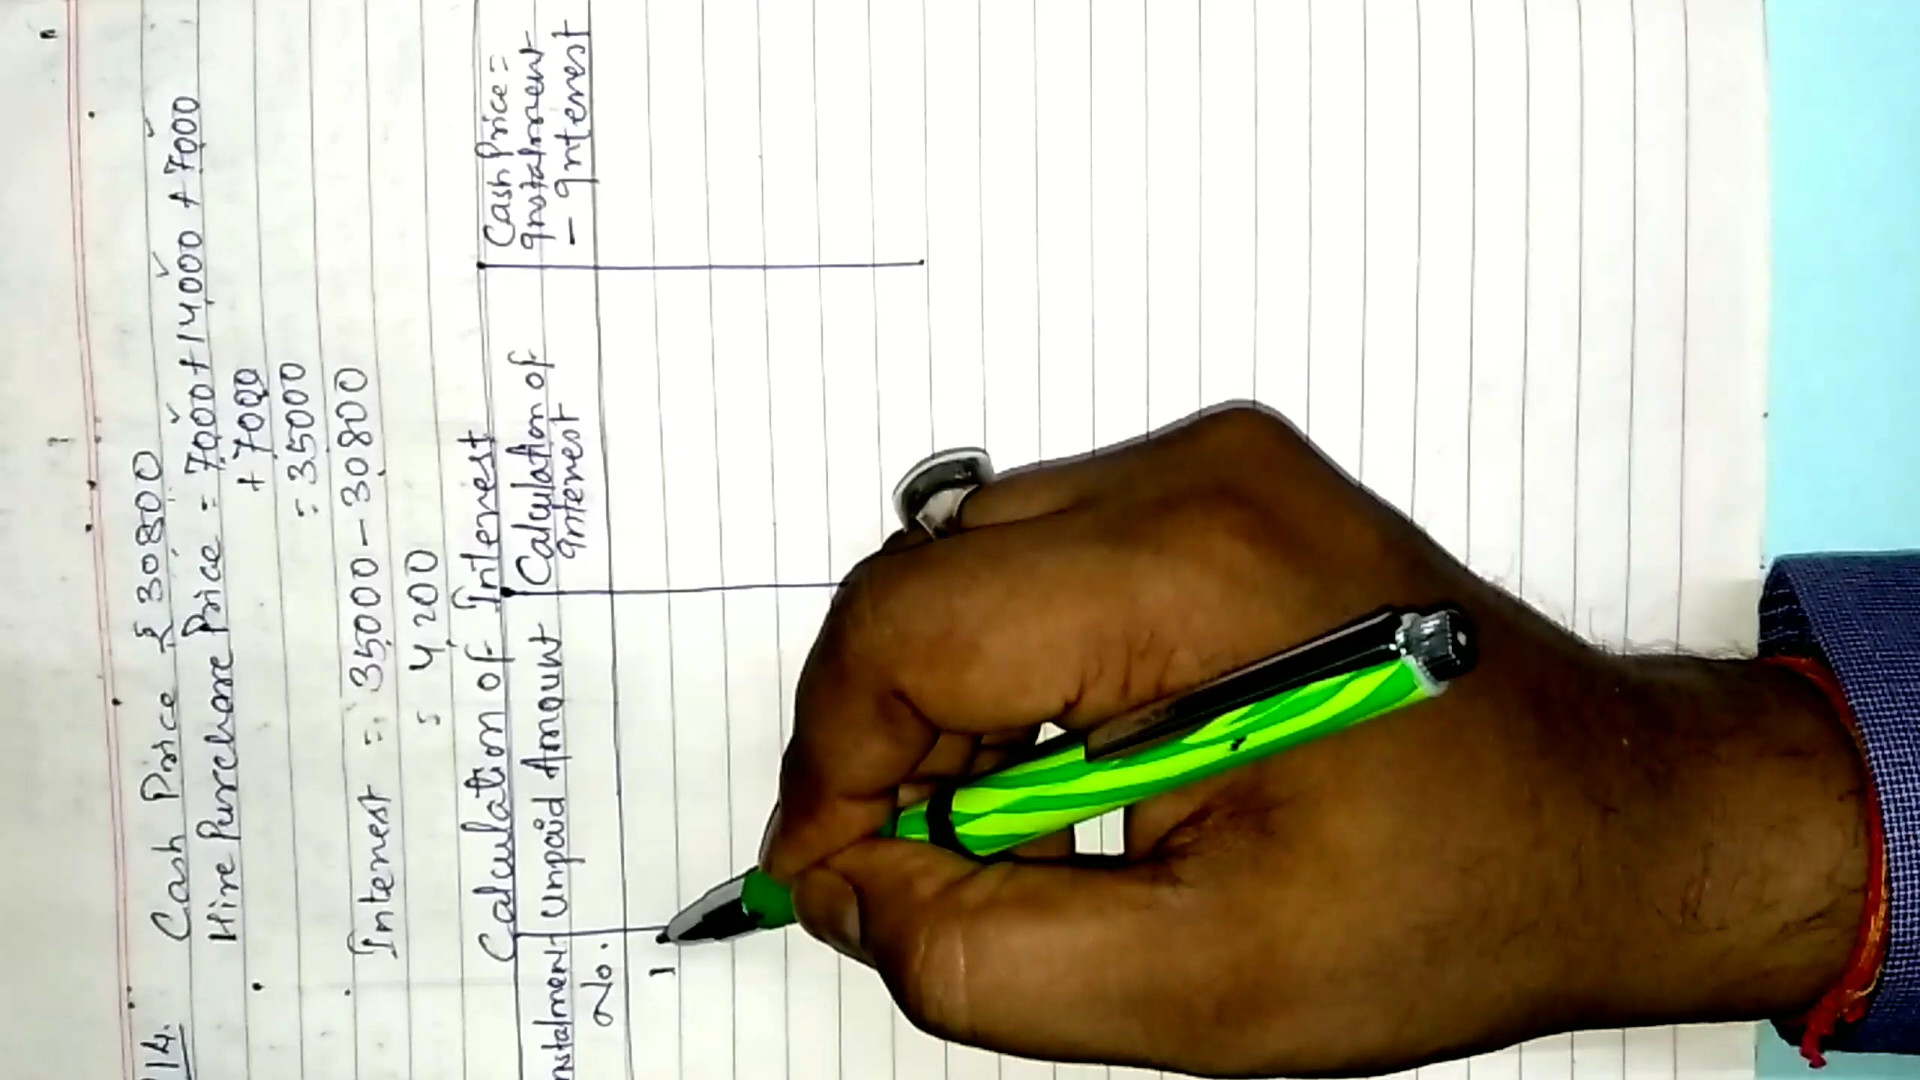 14. Cash Price ₹ 30800
Hire Purchase Price = 7000 + 14000 + 7000
+ 7000
= 35000
Interest = 35000 - 30800
= 4200
Calculation of Interest
Instalment No.
Unpaid Amount
Calculation of Interest
Cash Price = Instalment - Interest
1